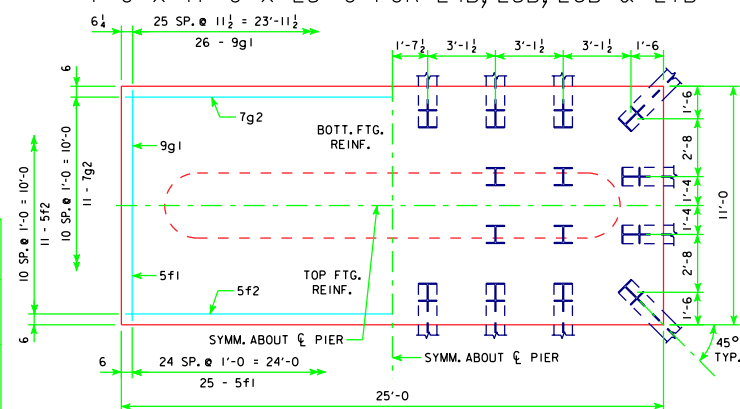 6¼
25 SP. @ 11½ = 23'-11½
26 - 9g1
1'-7½
3'-1½
3'-1½
3'-1½
1'-6
6
7g2
9g1
BOTT. FTG.
REINF.
10 SP. @ 1'-0 = 10'-0
11 - 5f2
10 SP. @ 1'-0 = 10'-0
11 - 7g2
1'-6
2'-8
1'-4
1'-4
2'-8
1'-6
11'-0
5f1
5f2
TOP FTG.
REINF.
SYMM. ABOUT ℄ PIER
SYMM. ABOUT ℄ PIER
6
6
24 SP. @ 1'-0 = 24'-0
25 - 5f1
45°
TYP.
25'-0